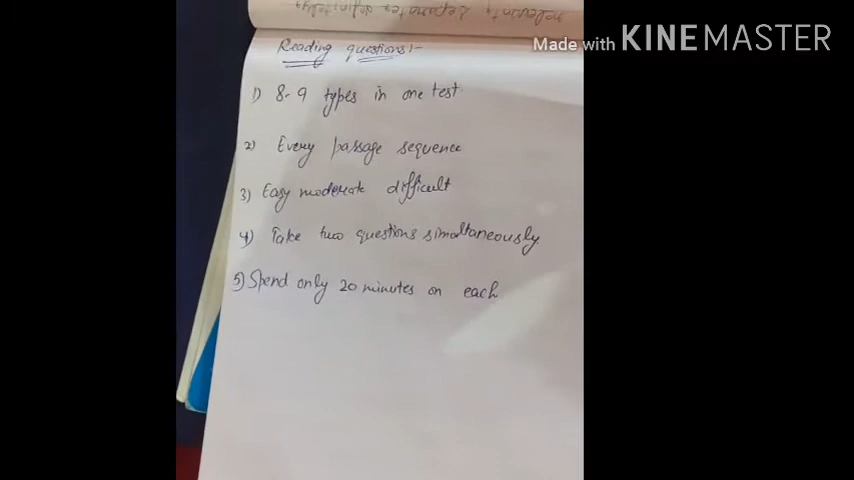 Made with KINEMASTER
Reading questions:-
1) 8-9 types in one test.
2) Every passage sequence
3) Easy moderate difficult
4) Take two questions simoltaneously
5) Spend only 20 minutes on each